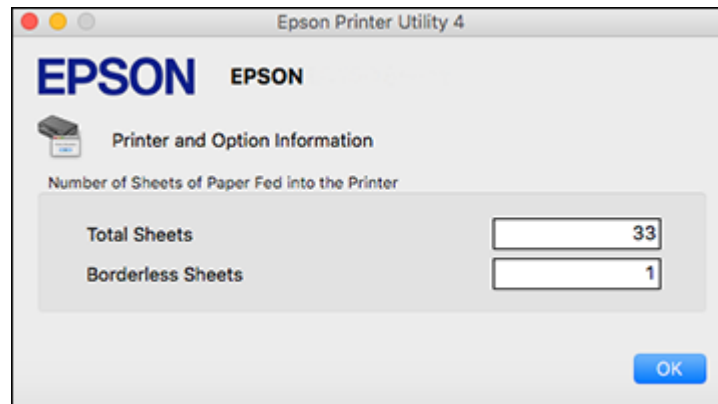 Epson Printer Utility 4
EPSON EPSON
Printer and Option Information
Number of Sheets of Paper Fed into the Printer
Total Sheets 33
Borderless Sheets 1
OK